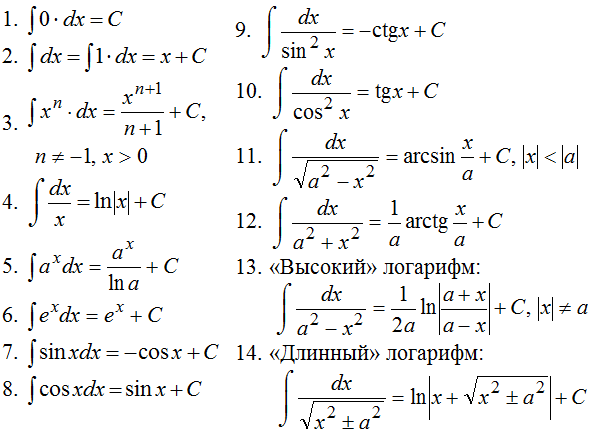 1. ∫0·dx = C
2. ∫dx = ∫1·dx = x + C
3. ∫xⁿ·dx = xⁿ⁺¹/(n+1) + C,
n ≠ −1, x > 0
4. ∫dx/x = ln|x| + C
5. ∫aˣdx = aˣ/ln a + C
6. ∫eˣdx = eˣ + C
7. ∫sin xdx = −cos x + C
8. ∫cos xdx = sin x + C
9. ∫dx/sin² x = −ctgx + C
10. ∫dx/cos² x = tgx + C
11. ∫dx/√(a² − x²) = arcsin x/a + C, |x| < |a|
12. ∫dx/(a² + x²) = 1/a arctg x/a + C
13. «Высокий» логарифм:
∫dx/(a² − x²) = 1/2a ln|(a + x)/(a − x)| + C, |x| ≠ a
14. «Длинный» логарифм:
∫dx/√(x² ± a²) = ln|x + √(x² ± a²)| + C